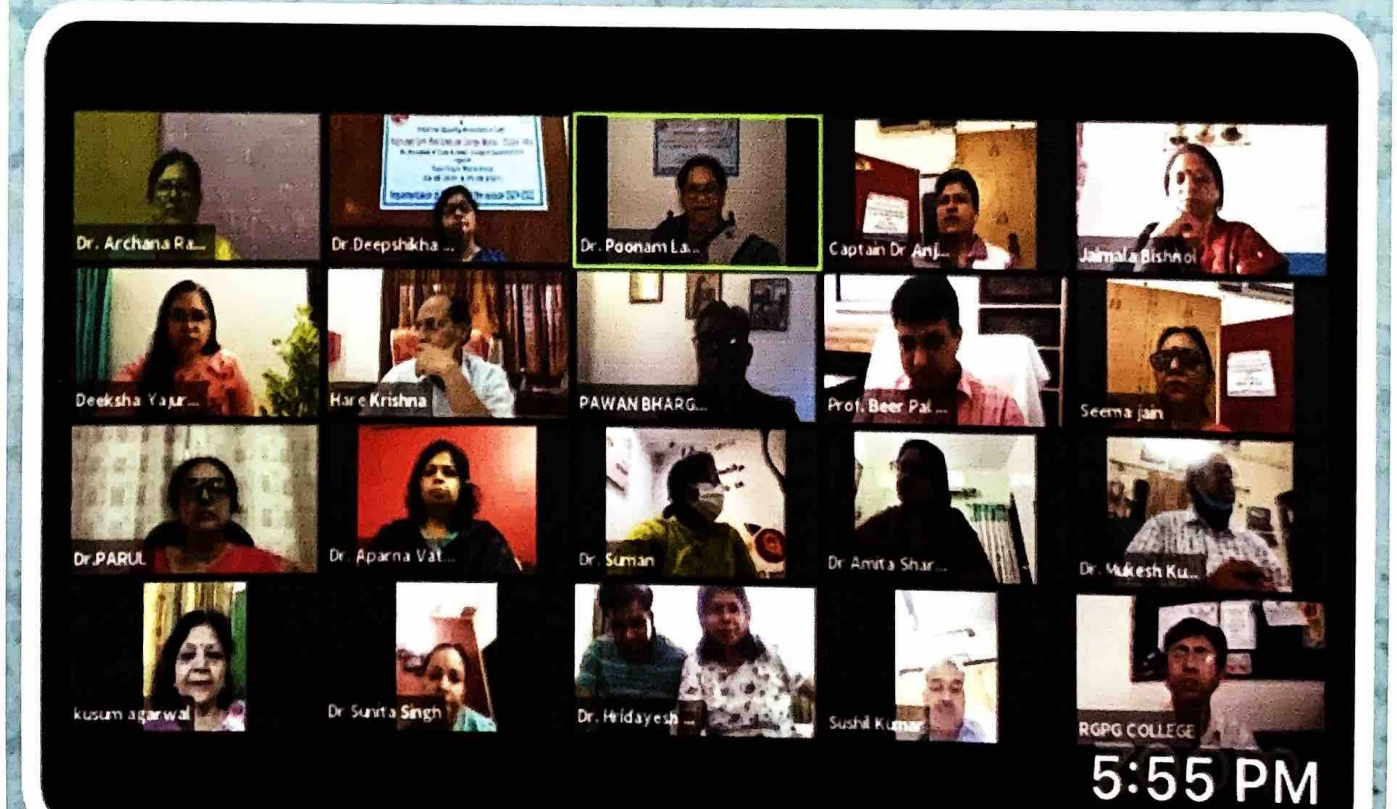 Dr. Archana Ra...
Dr.Deepshikha ...
Dr. Poonam La...
Captain Dr Anj...
Jaimala Bishnoi
Deeksha Yajur...
Hare Krishna
PAWAN BHARG...
Prof. Beer Pal ...
Seema jain
Dr.PARUL
Dr. Aparna Vat...
Dr. Suman
Dr Amita Shar...
Dr. Mukesh Ku...
kusum agarwal
Dr Sunita Singh
Dr. Hridayesh ...
Sushil Kumar
RGPG COLLEGE
5:55 PM